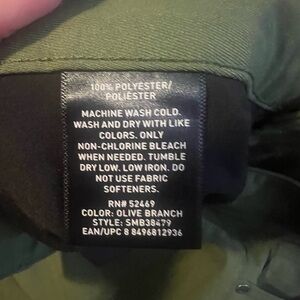 100% POLYESTER/
POLIÉSTER
MACHINE WASH COLD.
WASH AND DRY WITH LIKE
COLORS. ONLY
NON-CHLORINE BLEACH
WHEN NEEDED. TUMBLE
DRY LOW. LOW IRON. DO
NOT USE FABRIC
SOFTENERS.
RN# 52469
COLOR: OLIVE BRANCH
STYLE: SMB38479
EAN/UPC 8 8496812936